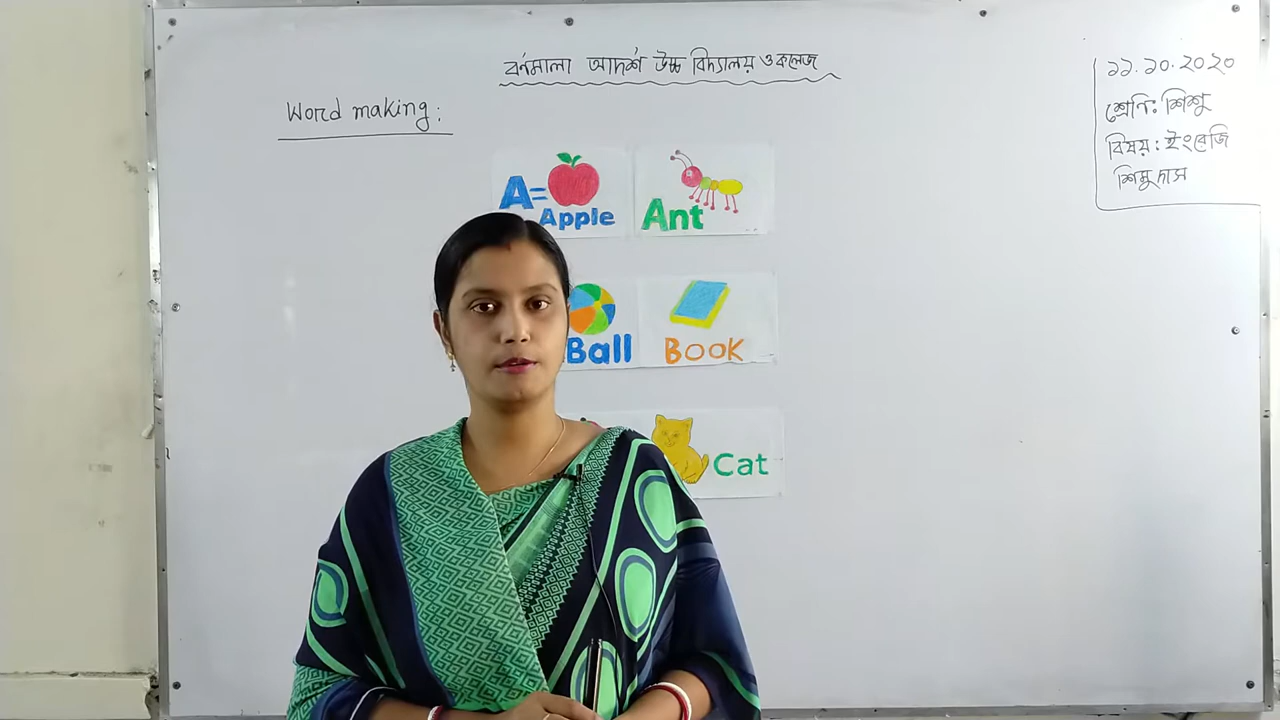 বর্ণমালা আদর্শ উচ্চ বিদ্যালয় ও কলেজ
Word making:
১১.১০.২০২০
শ্রেণি: শিশু
বিষয়: ইংরেজি
শিমু দাস
A=
Apple
Ant
Ball
BOOK
Cat